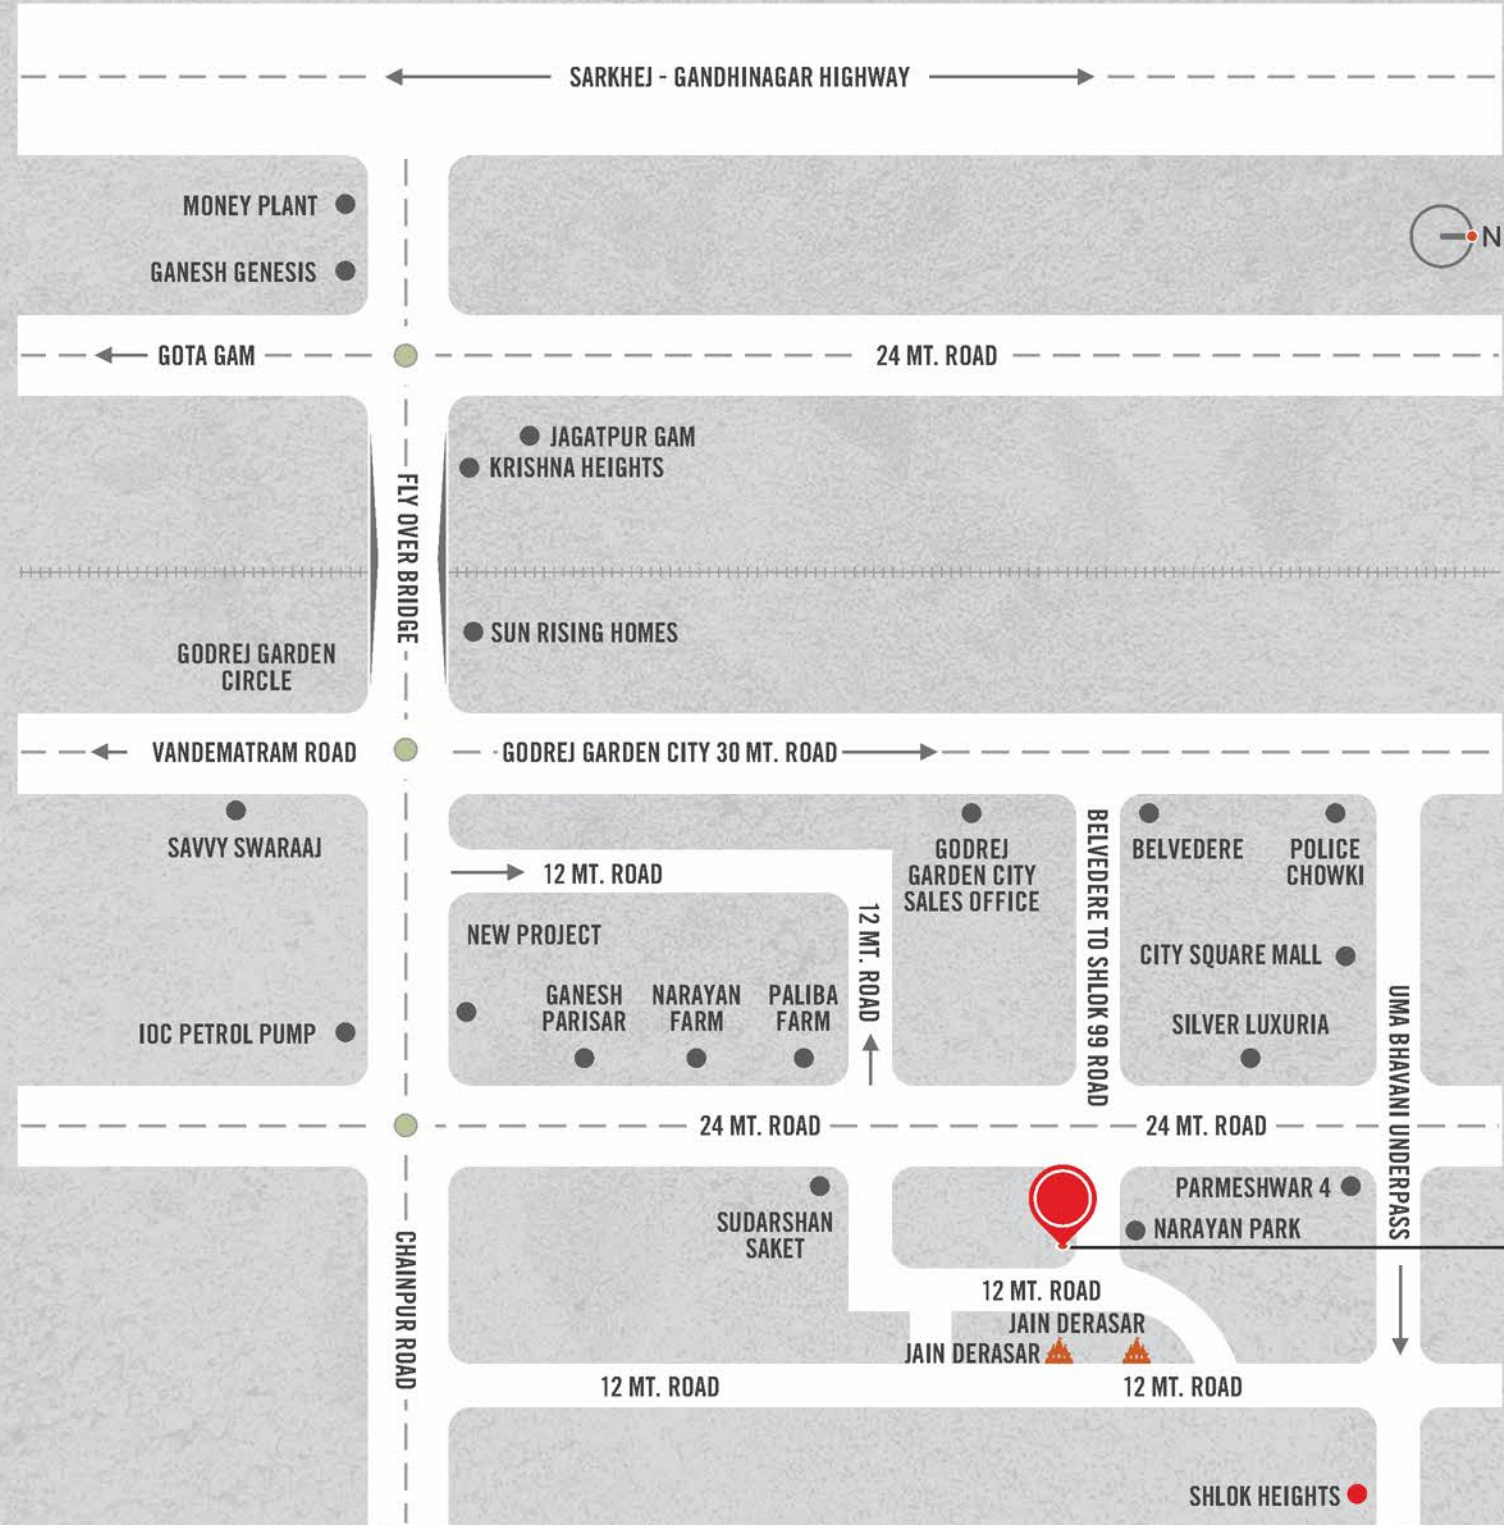 SARKHEJ - GANDHINAGAR HIGHWAY
MONEY PLANT
N
GANESH GENESIS
GOTA GAM
24 MT. ROAD
JAGATPUR GAM
KRISHNA HEIGHTS
FLY OVER BRIDGE
SUN RISING HOMES
GODREJ GARDEN
CIRCLE
VANDEMATRAM ROAD
GODREJ GARDEN CITY 30 MT. ROAD
SAVVY SWARAAJ
12 MT. ROAD
GODREJ
GARDEN CITY
SALES OFFICE
BELVEDERE TO SHLOK 99 ROAD
BELVEDERE
POLICE
CHOWKI
NEW PROJECT
12 MT. ROAD
CITY SQUARE MALL
GANESH
PARISAR
NARAYAN
FARM
PALIBA
FARM
IOC PETROL PUMP
SILVER LUXURIA
UMA BHAVANI UNDERPASS
24 MT. ROAD
24 MT. ROAD
PARMESHWAR 4
SUDARSHAN
SAKET
NARAYAN PARK
CHAINPUR ROAD
12 MT. ROAD
JAIN DERASAR
JAIN DERASAR
12 MT. ROAD
12 MT. ROAD
SHLOK HEIGHTS